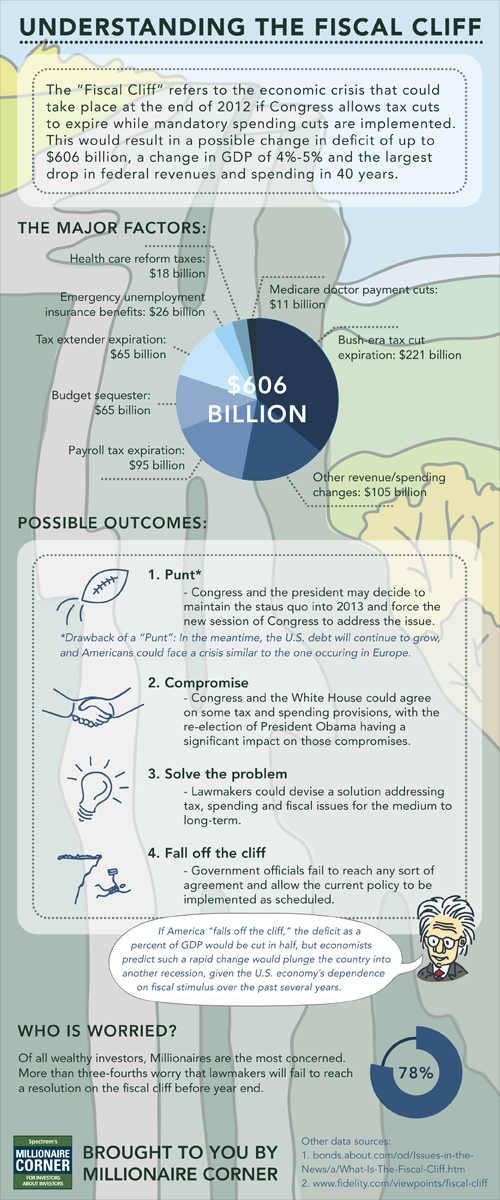 UNDERSTANDING THE FISCAL CLIFF
The "Fiscal Cliff" refers to the economic crisis that could
take place at the end of 2012 if Congress allows tax cuts
to expire while mandatory spending cuts are implemented.
This would result in a possible change in deficit of up to
$606 billion, a change in GDP of 4%-5% and the largest
drop in federal revenues and spending in 40 years.
THE MAJOR FACTORS:
Health care reform taxes:
$18 billion
Medicare doctor payment cuts:
$11 billion
Emergency unemployment
insurance benefits: $26 billion
Tax extender expiration:
$65 billion
Bush-era tax cut
expiration: $221 billion
$606
BILLION
Budget sequester:
$65 billion
Payroll tax expiration:
$95 billion
Other revenue/spending
changes: $105 billion
POSSIBLE OUTCOMES:
1. Punt*
- Congress and the president may decide to
maintain the staus quo into 2013 and force the
new session of Congress to address the issue.
*Drawback of a "Punt": In the meantime, the U.S. debt will continue to grow,
and Americans could face a crisis similar to the one occuring in Europe.
2. Compromise
- Congress and the White House could agree
on some tax and spending provisions, with the
re-election of President Obama having a
significant impact on those compromises.
3. Solve the problem
- Lawmakers could devise a solution addressing
tax, spending and fiscal issues for the medium to
long-term.
4. Fall off the cliff
- Government officials fail to reach any sort of
agreement and allow the current policy to be
implemented as scheduled.
If America "falls off the cliff," the deficit as a
percent of GDP would be cut in half, but economists
predict such a rapid change would plunge the country into
another recession, given the U.S. economy's dependence
on fiscal stimulus over the past several years.
WHO IS WORRIED?
Of all wealthy investors, Millionaires are the most concerned.
More than three-fourths worry that lawmakers will fail to reach
a resolution on the fiscal cliff before year end.
78%
Spectrem's
MILLIONAIRE
CORNER
FOR INVESTORS
ABOUT INVESTORS
BROUGHT TO YOU BY
MILLIONAIRE CORNER
Other data sources:
1. bonds.about.com/od/Issues-in-the-
News/a/What-Is-The-Fiscal-Cliff.htm
2. www.fidelity.com/viewpoints/fiscal-cliff